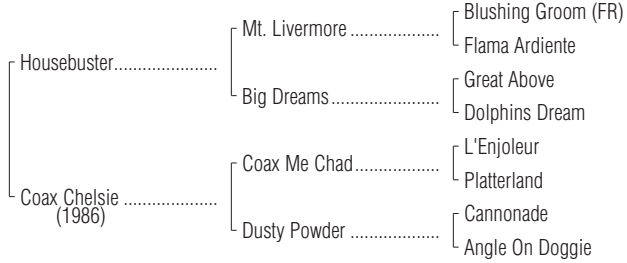 Blushing Groom (FR)
Mt. Livermore ......................
Flama Ardiente
Housebuster.......................
Great Above
Big Dreams..........................
Dolphins Dream
L'Enjoleur
Coax Me Chad.....................
Platterland
Coax Chelsie .....................
(1986)
Cannonade
Dusty Powder .....................
Angle On Doggie